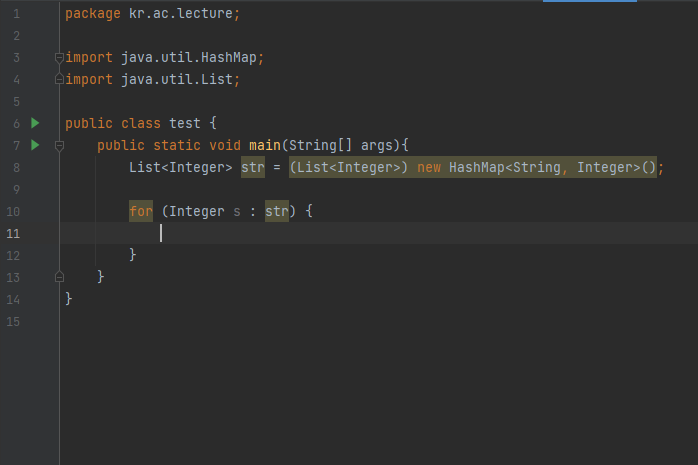 1 package kr.ac.lecture;
2
3 import java.util.HashMap;
4 import java.util.List;
5
6 public class test {
7 public static void main(String[] args){
8 List<Integer> str = (List<Integer>) new HashMap<String, Integer>();
9
10 for (Integer s : str) {
11
12 }
13 }
14 }
15